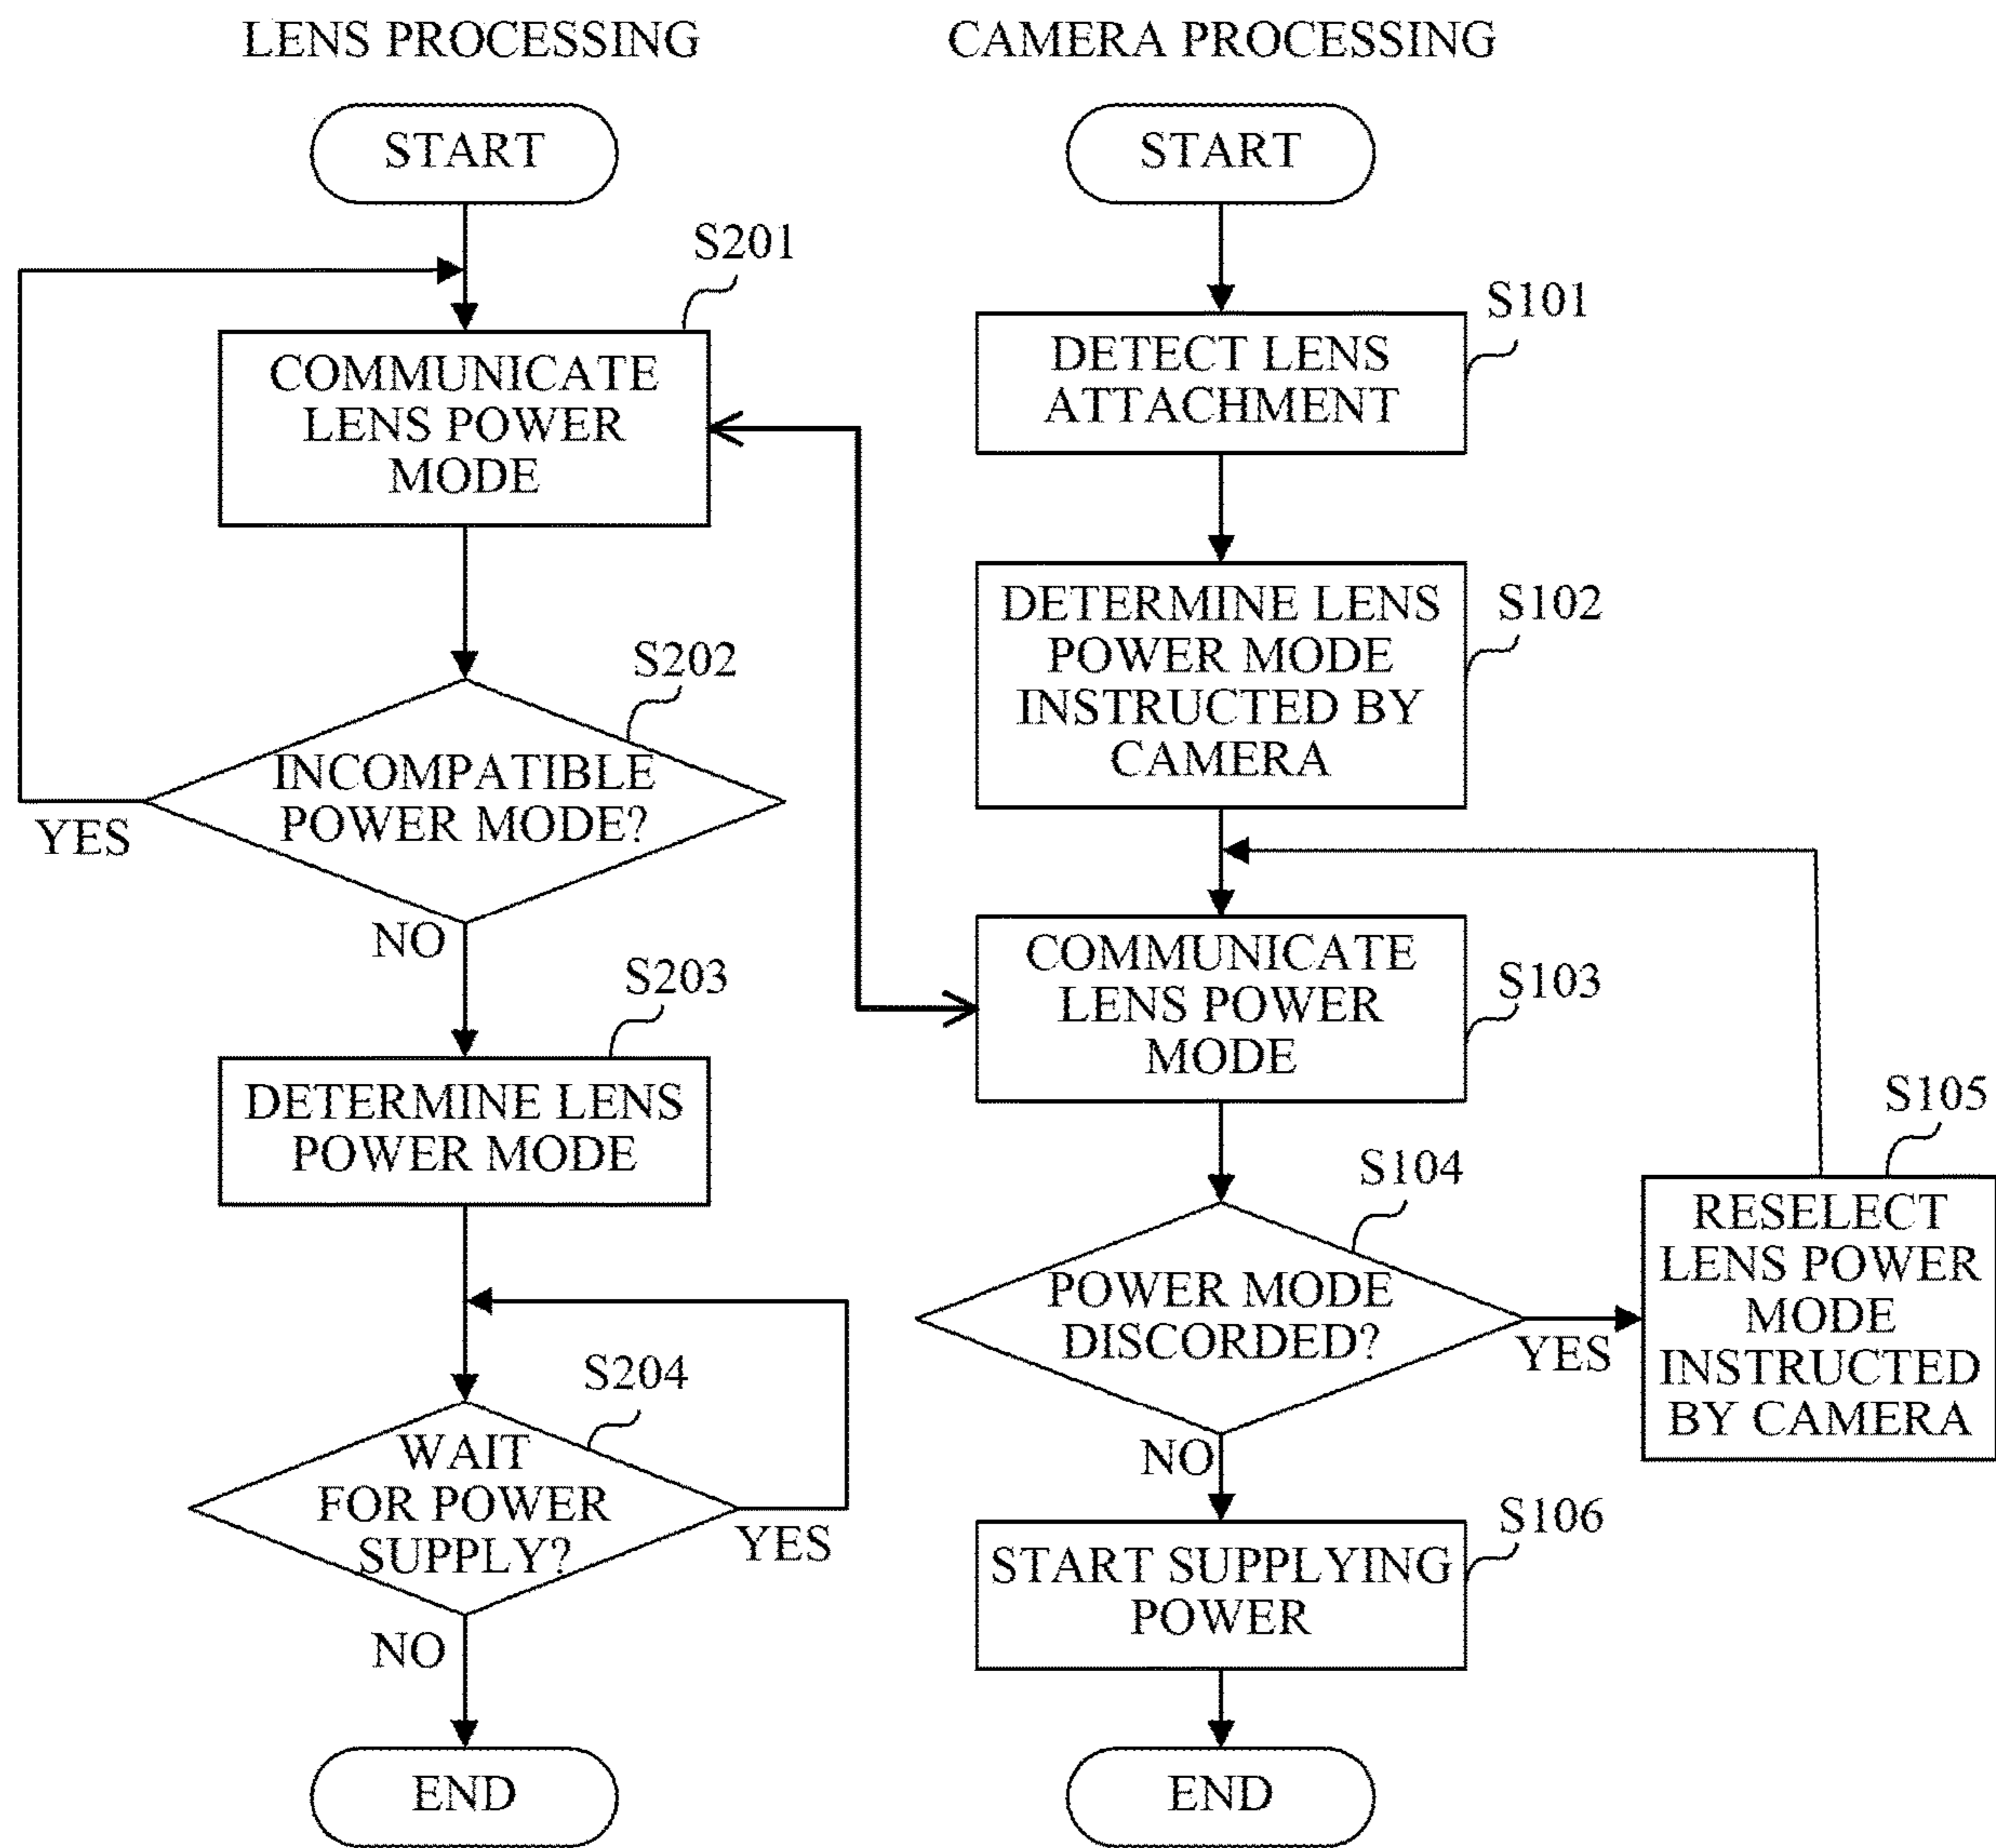 LENS PROCESSING
START
S201
COMMUNICATE
LENS POWER
MODE
S202
INCOMPATIBLE
POWER MODE?
YES
NO
S203
DETERMINE LENS
POWER MODE
S204
WAIT
FOR POWER
SUPPLY?
YES
NO
END
CAMERA PROCESSING
START
S101
DETECT LENS
ATTACHMENT
S102
DETERMINE LENS
POWER MODE
INSTRUCTED BY
CAMERA
S103
COMMUNICATE
LENS POWER
MODE
S104
POWER MODE
DISCORDED?
YES
S105
RESELECT
LENS POWER
MODE
INSTRUCTED
BY CAMERA
NO
S106
START SUPPLYING
POWER
END